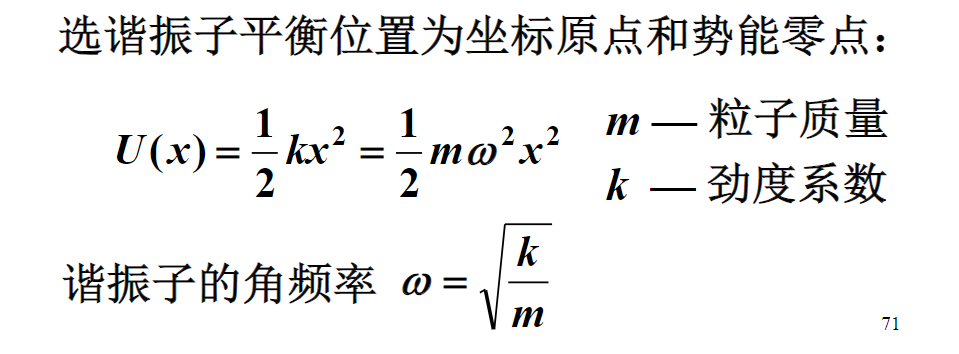 选谐振子平衡位置为坐标原点和势能零点：
U(x) = 1/2 kx² = 1/2 mω²x²
m — 粒子质量
k — 劲度系数
谐振子的角频率 ω = √(k/m)
71